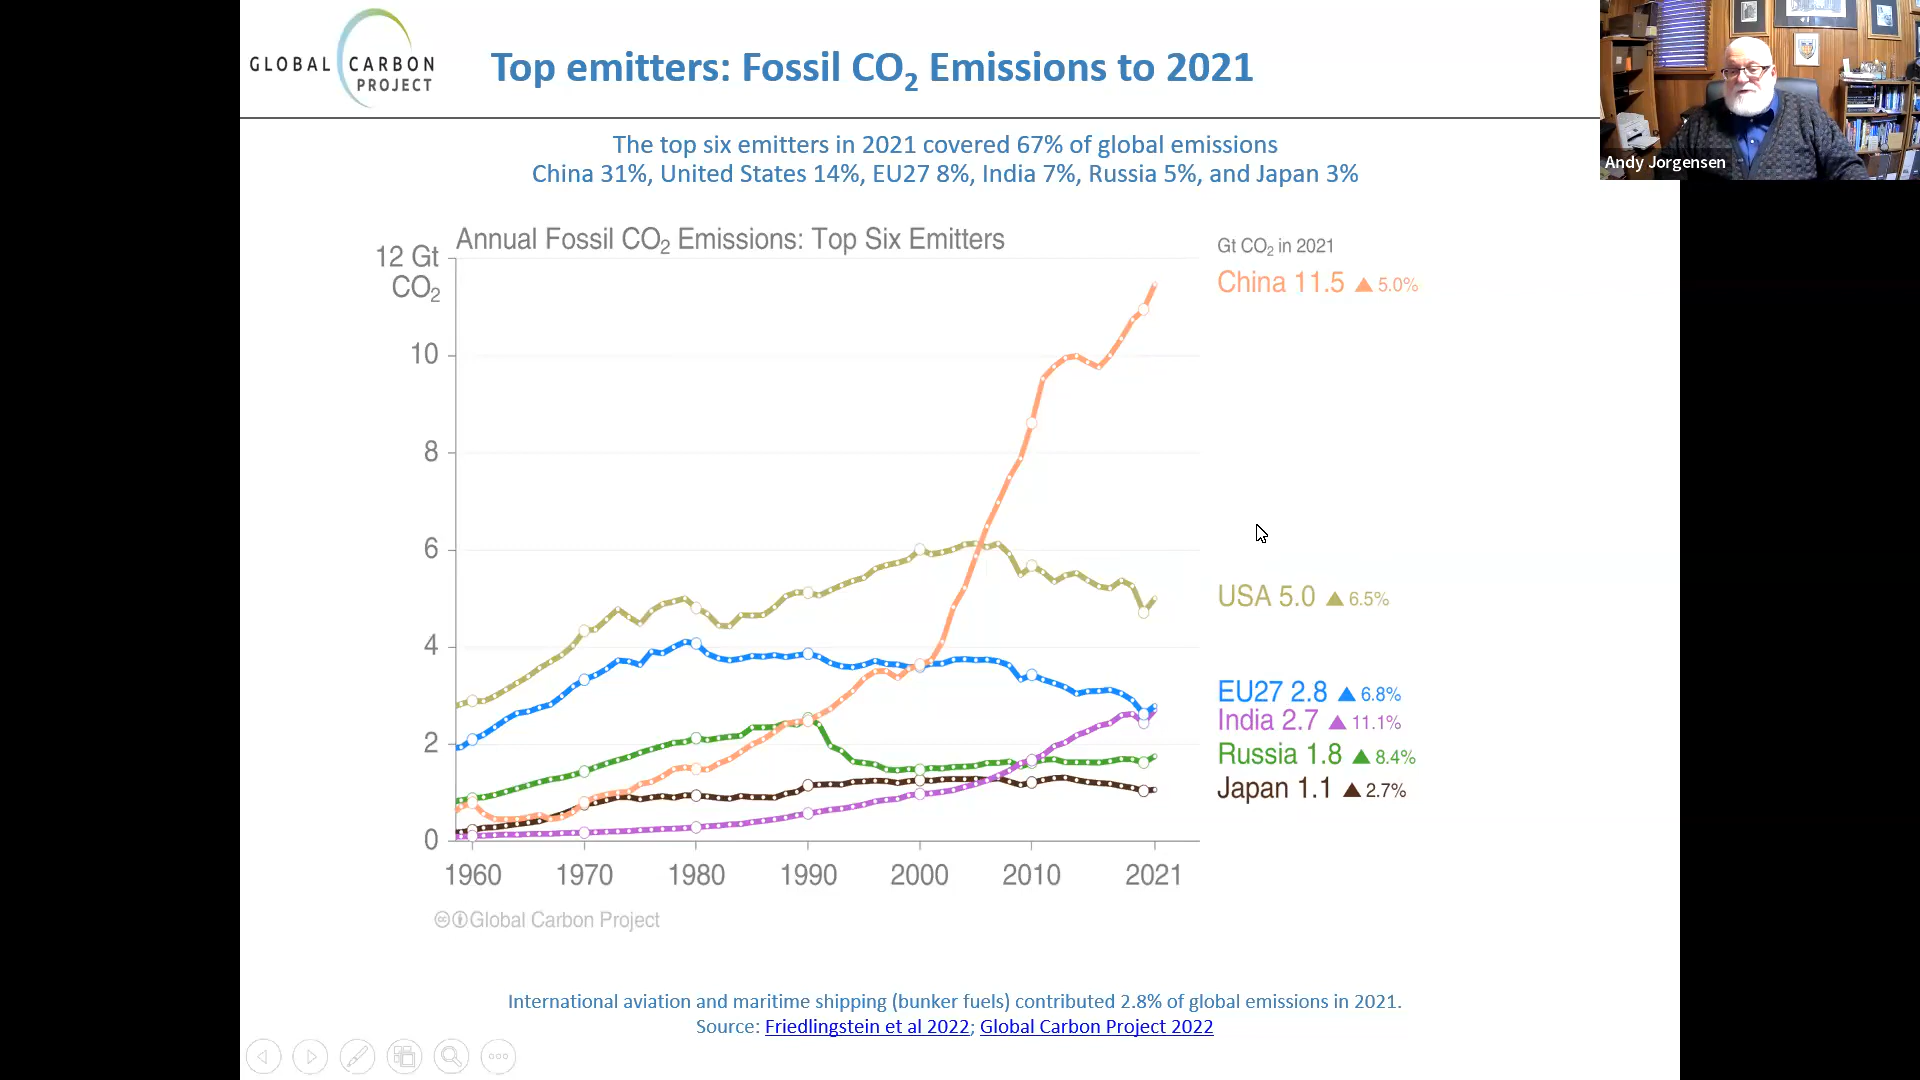 GLOBAL CARBON
PROJECT
Top emitters: Fossil CO₂ Emissions to 2021
Andy Jorgensen
The top six emitters in 2021 covered 67% of global emissions
China 31%, United States 14%, EU27 8%, India 7%, Russia 5%, and Japan 3%
Annual Fossil CO₂ Emissions: Top Six Emitters
12 Gt
CO₂
10
8
6
4
2
0
1960 1970 1980 1990 2000 2010 2021
Gt CO₂ in 2021
China 11.5 ▲ 5.0%
USA 5.0 ▲ 6.5%
EU27 2.8 ▲ 6.8%
India 2.7 ▲ 11.1%
Russia 1.8 ▲ 8.4%
Japan 1.1 ▲ 2.7%
Global Carbon Project
International aviation and maritime shipping (bunker fuels) contributed 2.8% of global emissions in 2021.
Source: Friedlingstein et al 2022; Global Carbon Project 2022